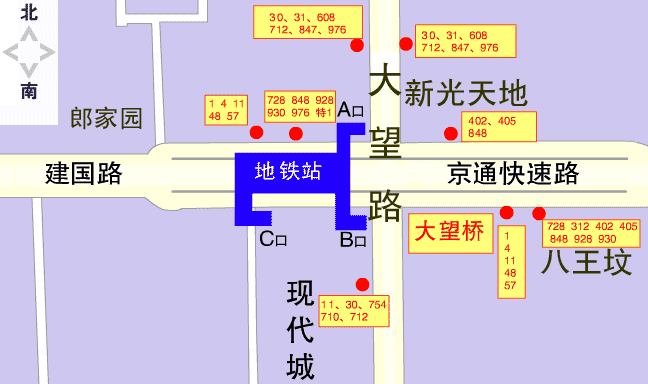 北
南
30、31、608
712、847、976
30、31、608
712、847、976
大望路
新光天地
郎家园
1 4 11
48 57
728 848 928
930 976 特1
A口
402、405
848
建国路
地铁站
京通快速路
C口
B口
大望桥
1
4
11
48
57
728 312 402 405
848 928 930
八王坟
现代城
11、30、754
710、712